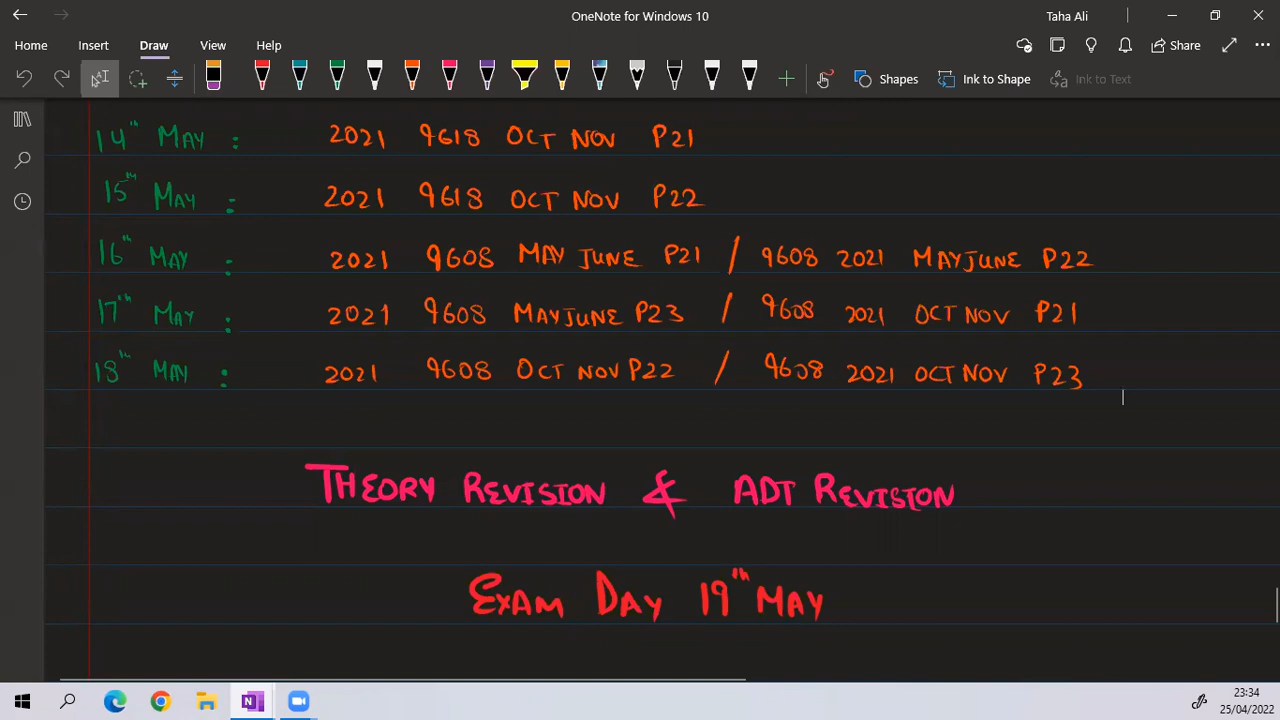 OneNote for Windows 10
Taha Ali
Home Insert Draw View Help
Share
Shapes Ink to Shape Ink to Text
14th MAY : 2021 9618 OCT NOV P21
15th MAY : 2021 9618 OCT NOV P22
16th MAY : 2021 9608 MAY JUNE P21 / 9608 2021 MAYJUNE P22
17th MAY : 2021 9608 MAYJUNE P23 / 9608 2021 OCT NOV P21
18th MAY : 2021 9608 OCT NOV P22 / 9608 2021 OCT NOV P23
THEORY REVISION & ADT REVISION
EXAM DAY 19th MAY
23:34
25/04/2022